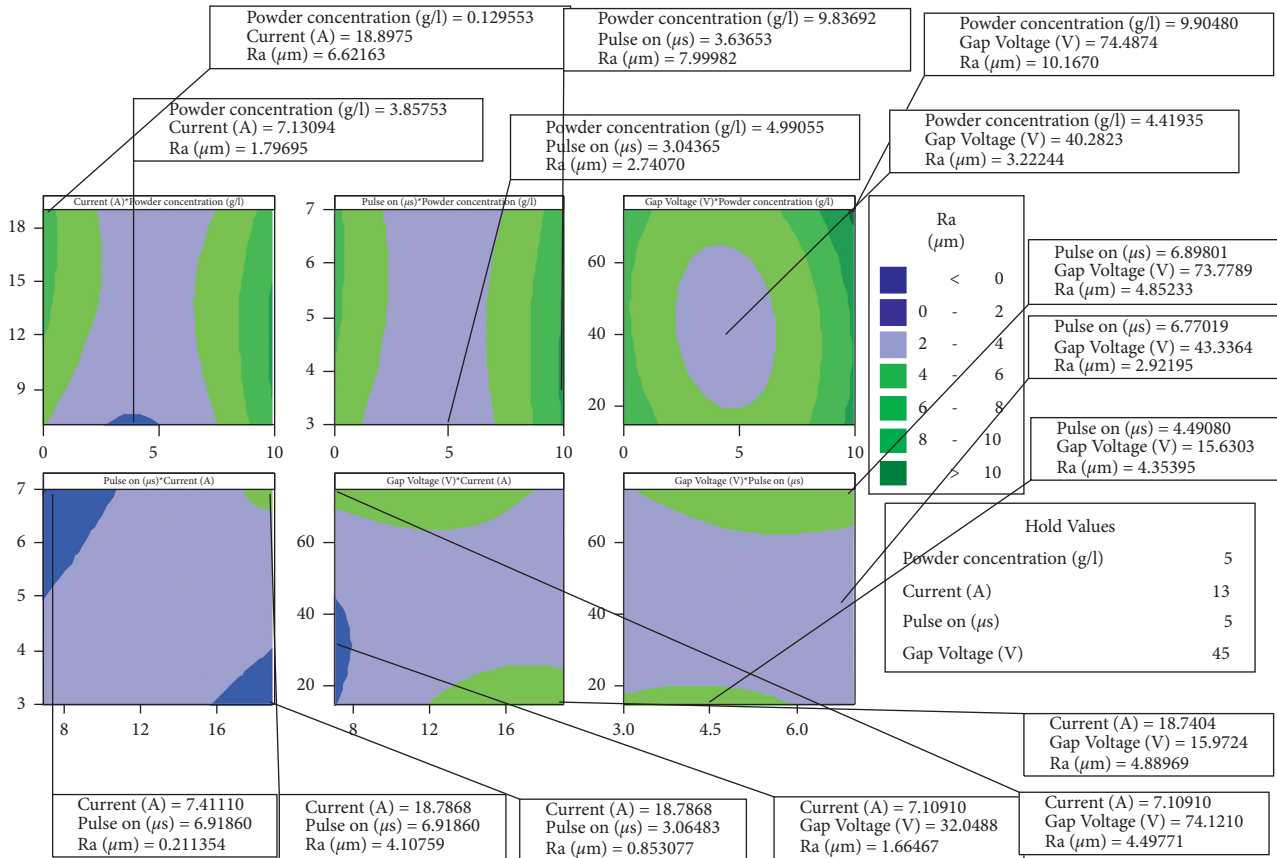 Powder concentration (g/l) = 0.129553
Current (A) = 18.8975
Ra (μm) = 6.62163
Powder concentration (g/l) = 9.83692
Pulse on (μs) = 3.63653
Ra (μm) = 7.99982
Powder concentration (g/l) = 9.90480
Gap Voltage (V) = 74.4874
Ra (μm) = 10.1670
Powder concentration (g/l) = 3.85753
Current (A) = 7.13094
Ra (μm) = 1.79695
Powder concentration (g/l) = 4.99055
Pulse on (μs) = 3.04365
Ra (μm) = 2.74070
Powder concentration (g/l) = 4.41935
Gap Voltage (V) = 40.2823
Ra (μm) = 3.22244
Current (A)*Powder concentration (g/l)
18
15
12
9
0
5
10
Pulse on (μs)*Powder concentration (g/l)
7
6
5
4
3
0
5
10
Gap Voltage (V)*Powder concentration (g/l)
60
40
20
0
5
10
Ra
(μm)
< 0
0 - 2
2 - 4
4 - 6
6 - 8
8 - 10
> 10
Pulse on (μs) = 6.89801
Gap Voltage (V) = 73.7789
Ra (μm) = 4.85233
Pulse on (μs) = 6.77019
Gap Voltage (V) = 43.3364
Ra (μm) = 2.92195
Pulse on (μs) = 4.49080
Gap Voltage (V) = 15.6303
Ra (μm) = 4.35395
Pulse on (μs)*Current (A)
7
6
5
4
3
8
12
16
Gap Voltage (V)*Current (A)
60
40
20
12
16
Gap Voltage (V)*Pulse on (μs)
60
40
20
3.0
4.5
6.0
Hold Values
Powder concentration (g/l) 5
Current (A) 13
Pulse on (μs) 5
Gap Voltage (V) 45
Current (A) = 18.7404
Gap Voltage (V) = 15.9724
Ra (μm) = 4.88969
Current (A) = 7.41110
Pulse on (μs) = 6.91860
Ra (μm) = 0.211354
Current (A) = 18.7868
Pulse on (μs) = 6.91860
Ra (μm) = 4.10759
Current (A) = 18.7868
Pulse on (μs) = 3.06483
Ra (μm) = 0.853077
Current (A) = 7.10910
Gap Voltage (V) = 32.0488
Ra (μm) = 1.66467
Current (A) = 7.10910
Gap Voltage (V) = 74.1210
Ra (μm) = 4.49771